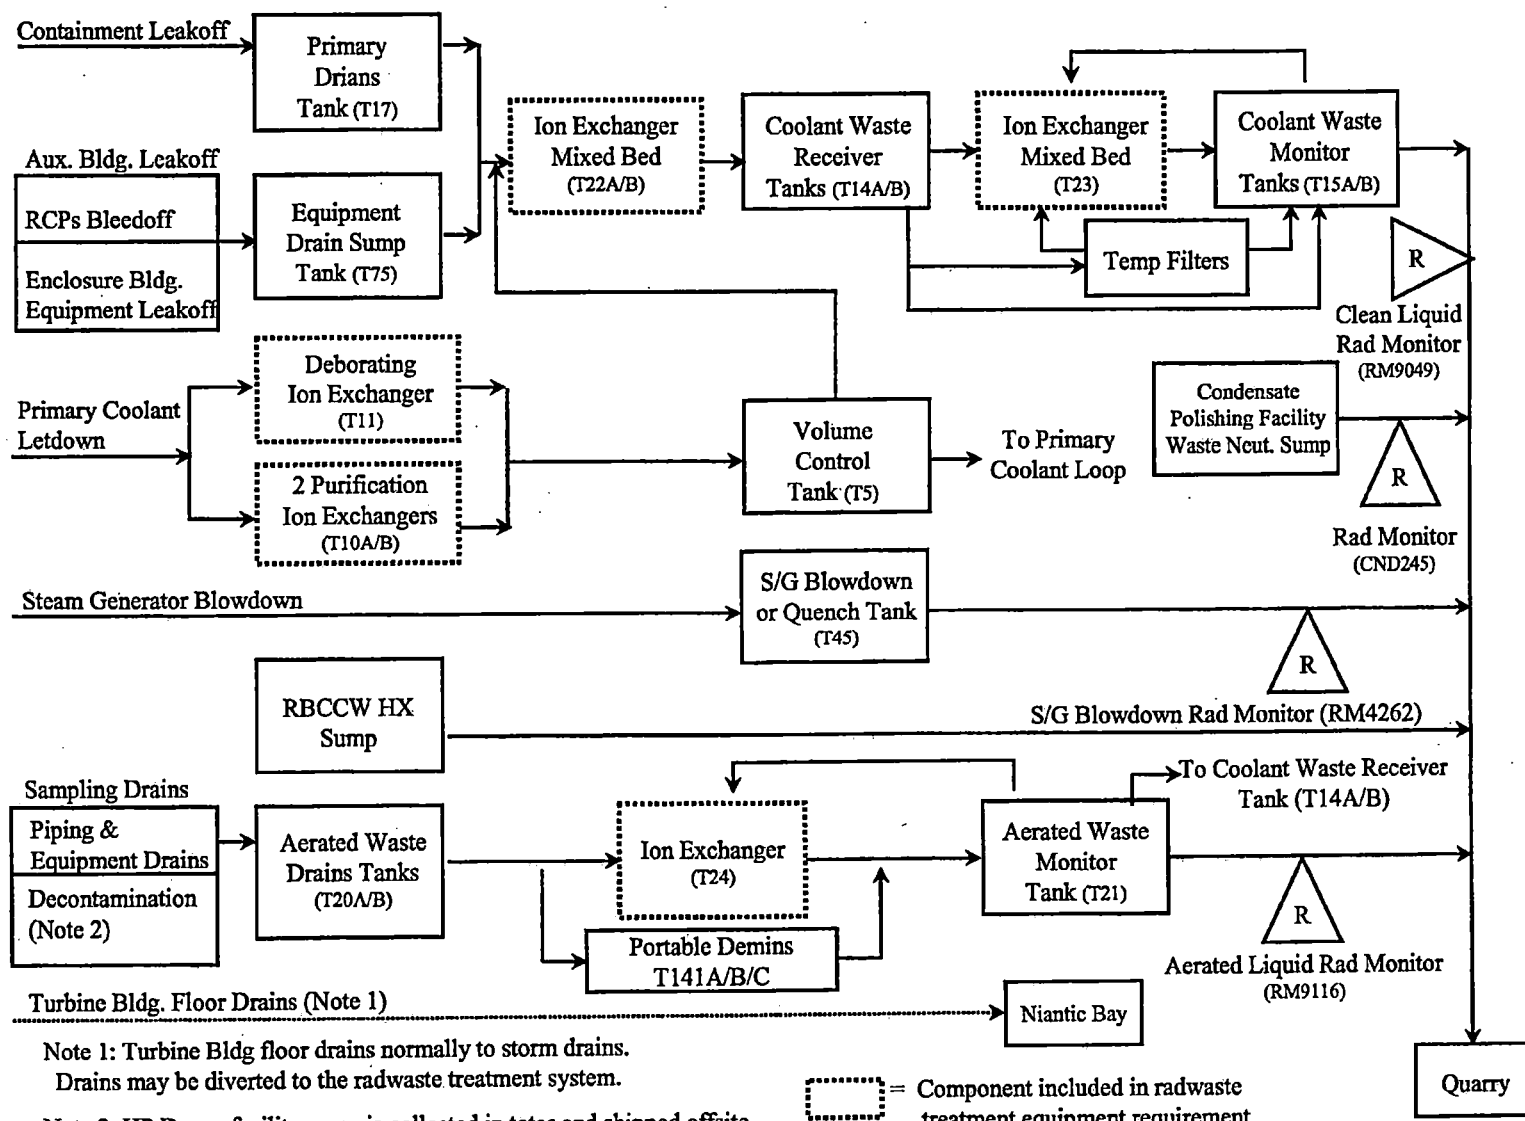 Containment Leakoff
Primary
Drians
Tank (T17)
Aux. Bldg. Leakoff
RCPs Bleedoff
Enclosure Bldg.
Equipment Leakoff
Equipment
Drain Sump
Tank (T75)
Ion Exchanger
Mixed Bed
(T22A/B)
Coolant Waste
Receiver
Tanks (T14A/B)
Ion Exchanger
Mixed Bed
(T23)
Coolant Waste
Monitor
Tanks (T15A/B)
Temp Filters
R
Clean Liquid
Rad Monitor
(RM9049)
Primary Coolant
Letdown
Deborating
Ion Exchanger
(T11)
2 Purification
Ion Exchangers
(T10A/B)
Volume
Control
Tank (T5)
To Primary
Coolant Loop
Condensate
Polishing Facility
Waste Neut. Sump
R
Rad Monitor
(CND245)
Steam Generator Blowdown
S/G Blowdown
or Quench Tank
(T45)
R
S/G Blowdown Rad Monitor (RM4262)
RBCCW HX
Sump
Sampling Drains
Piping &
Equipment Drains
Decontamination
(Note 2)
Aerated Waste
Drains Tanks
(T20A/B)
Ion Exchanger
(T24)
Portable Demins
T141A/B/C
Aerated Waste
Monitor
Tank (T21)
To Coolant Waste Receiver
Tank (T14A/B)
R
Aerated Liquid Rad Monitor
(RM9116)
Turbine Bldg. Floor Drains (Note 1)
Niantic Bay
Quarry
Note 1: Turbine Bldg floor drains normally to storm drains.
Drains may be diverted to the radwaste treatment system.
= Component included in radwaste
treatment equipment requirement